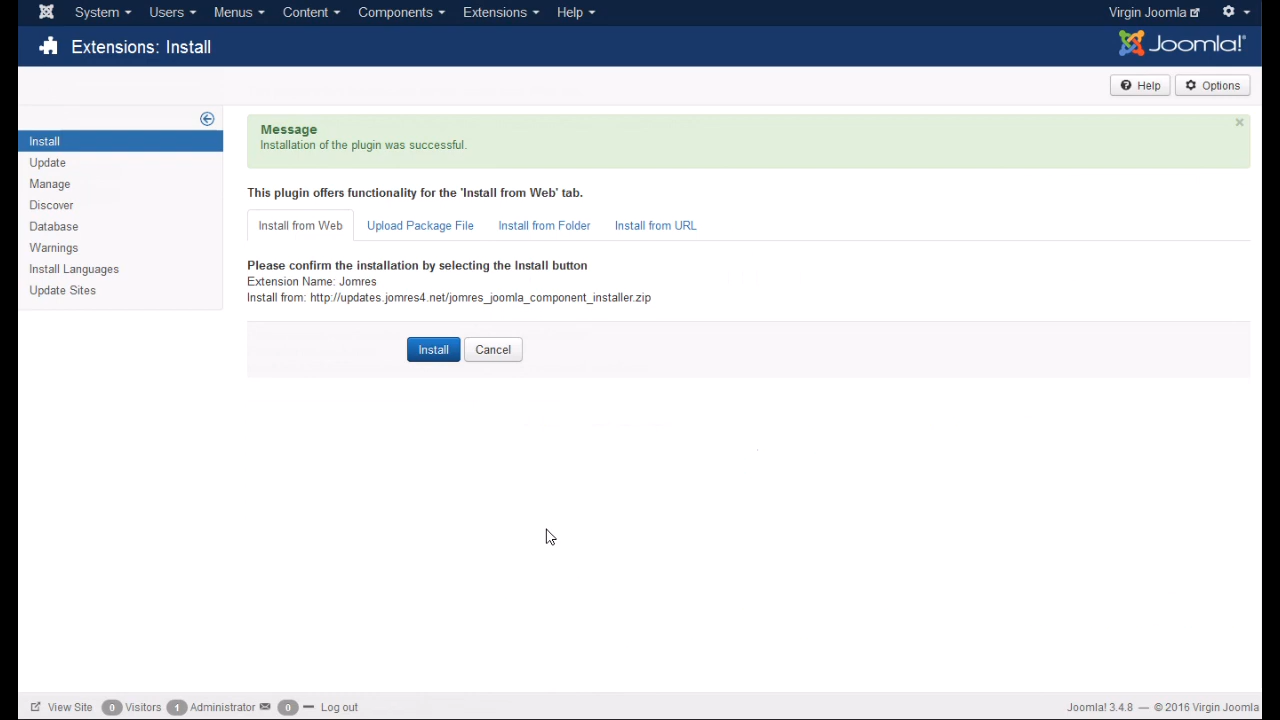 System Users Menus Content Components Extensions Help Virgin Joomla
Extensions: Install Joomla!®
Help Options
Install
Update
Manage
Discover
Database
Warnings
Install Languages
Update Sites
Message
Installation of the plugin was successful.
×
This plugin offers functionality for the 'Install from Web' tab.
Install from Web Upload Package File Install from Folder Install from URL
Please confirm the installation by selecting the Install button
Extension Name: Jomres
Install from: http://updates.jomres4.net/jomres_joomla_component_installer.zip
Install Cancel
View Site 0 Visitors 1 Administrator 0 Log out Joomla! 3.4.8 — © 2016 Virgin Joomla